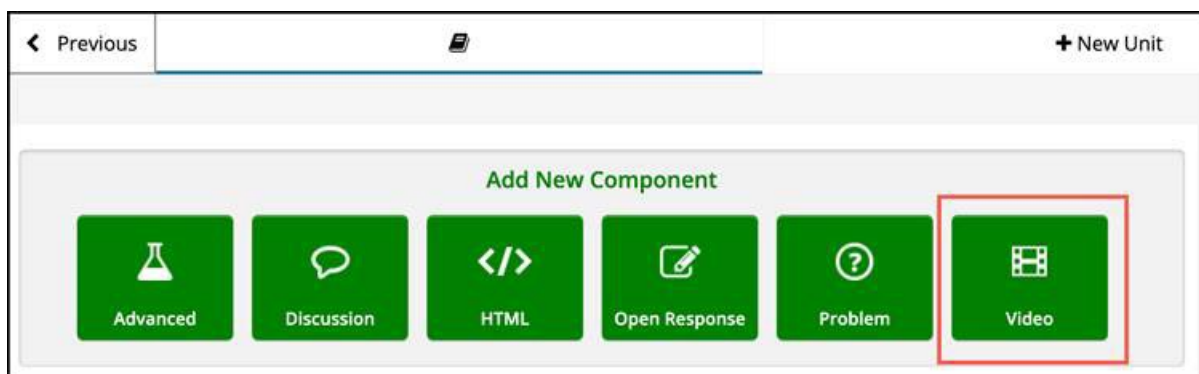 Previous
+ New Unit
Add New Component
</>
Advanced
Discussion
HTML
Open Response
Problem
Video